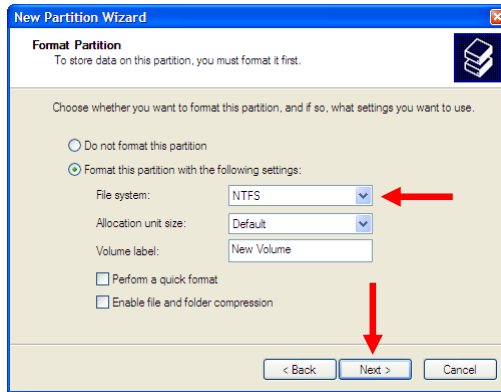 New Partition Wizard
Format Partition
To store data on this partition, you must format it first.
Choose whether you want to format this partition, and if so, what settings you want to use.
Do not format this partition
Format this partition with the following settings:
File system: NTFS
Allocation unit size: Default
Volume label: New Volume
Perform a quick format
Enable file and folder compression
< Back Next > Cancel